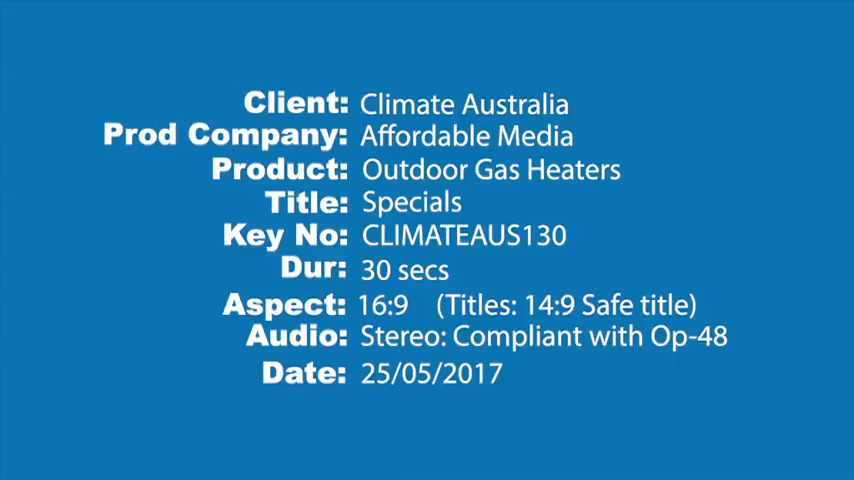 Client: Climate Australia
Prod Company: Affordable Media
Product: Outdoor Gas Heaters
Title: Specials
Key No: CLIMATEAUS130
Dur: 30 secs
Aspect: 16:9 (Titles: 14:9 Safe title)
Audio: Stereo: Compliant with Op-48
Date: 25/05/2017